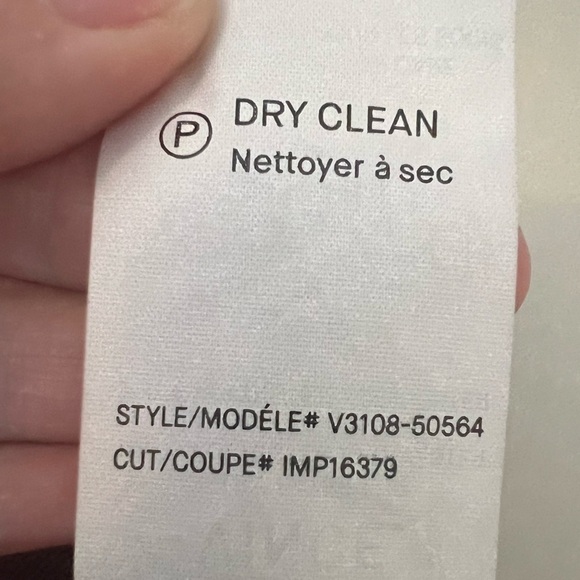 P DRY CLEAN
Nettoyer à sec
STYLE/MODÉLE# V3108-50564
CUT/COUPE# IMP16379